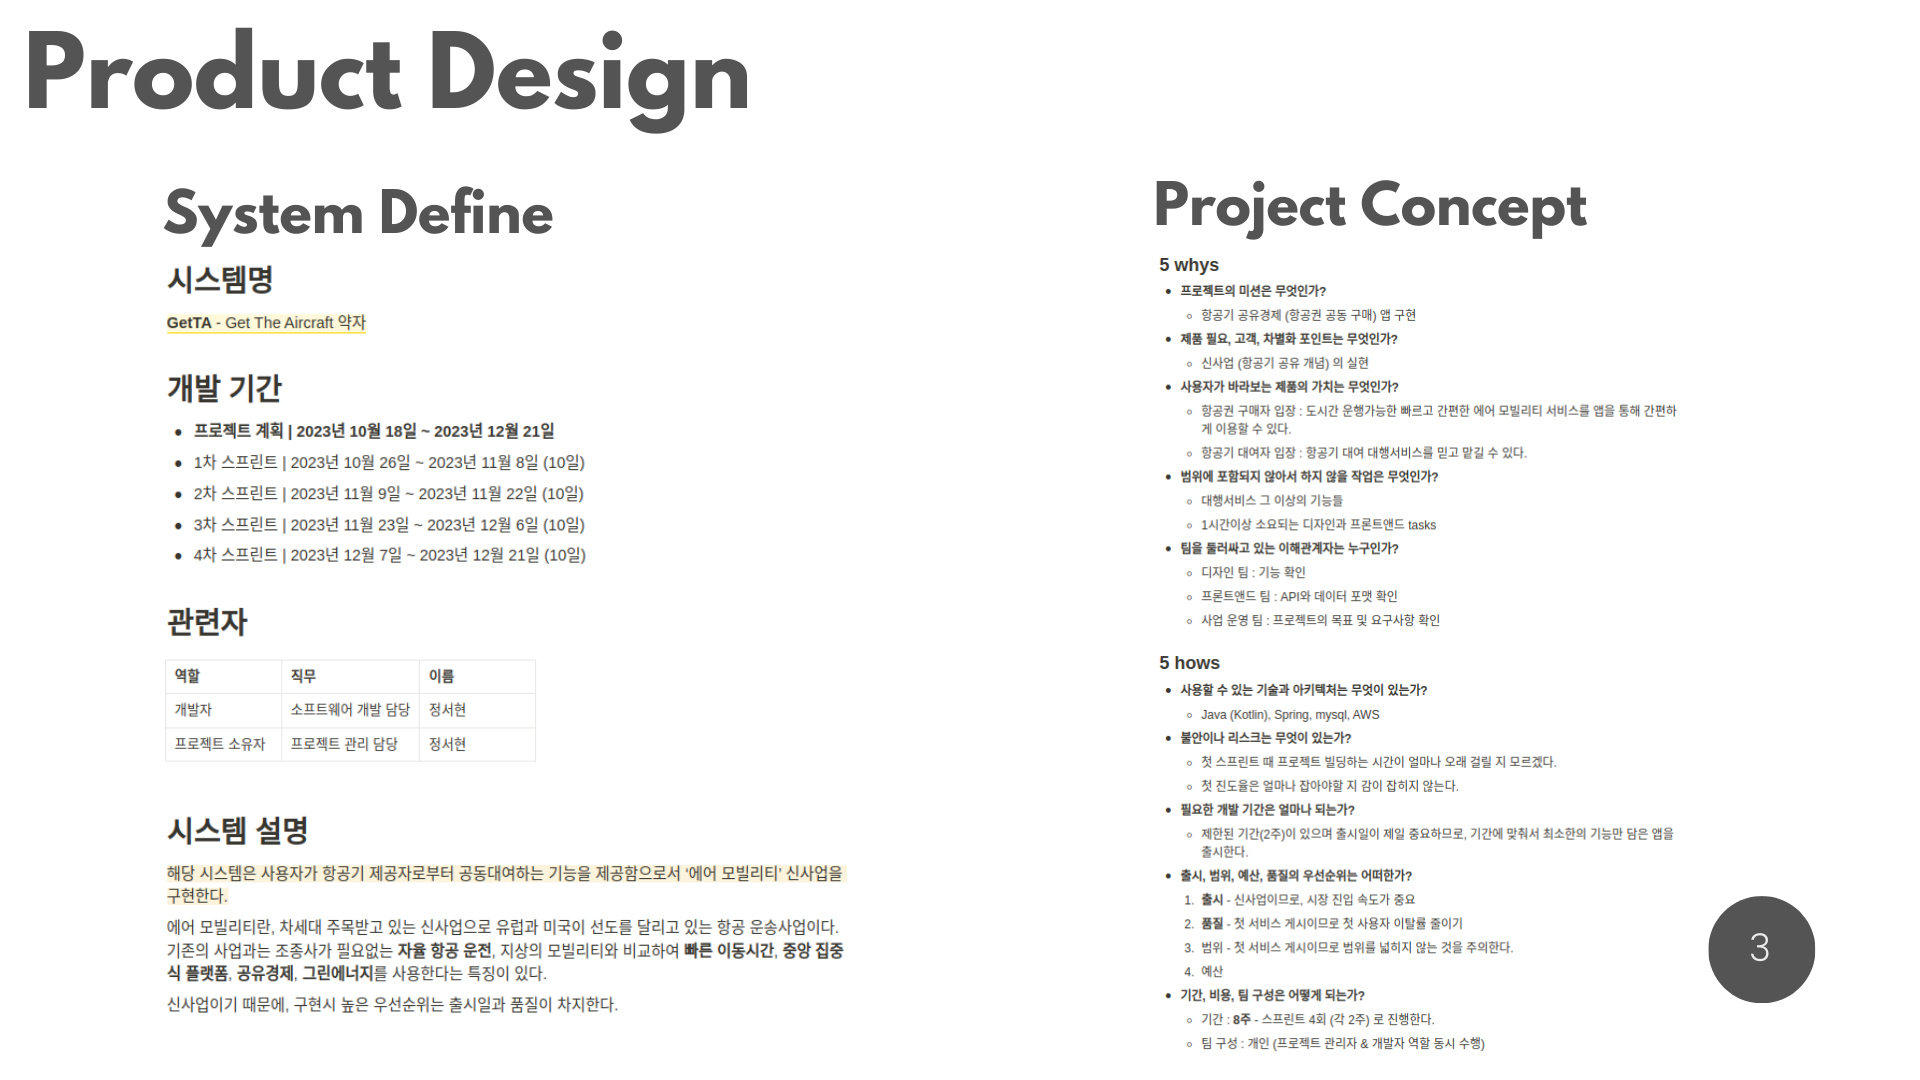 Product Design
System Define
시스템명
GetTA - Get The Aircraft 약자
개발 기간
• 프로젝트 계획 | 2023년 10월 18일 ~ 2023년 12월 21일
• 1차 스프린트 | 2023년 10월 26일 ~ 2023년 11월 8일 (10일)
• 2차 스프린트 | 2023년 11월 9일 ~ 2023년 11월 22일 (10일)
• 3차 스프린트 | 2023년 11월 23일 ~ 2023년 12월 6일 (10일)
• 4차 스프린트 | 2023년 12월 7일 ~ 2023년 12월 21일 (10일)
관련자
역할 직무 이름
개발자 소프트웨어 개발 담당 정서현
프로젝트 소유자 프로젝트 관리 담당 정서현
시스템 설명
해당 시스템은 사용자가 항공기 제공자로부터 공동대여하는 기능을 제공함으로서 ‘에어 모빌리티’ 신사업을
구현한다.
에어 모빌리티란, 차세대 주목받고 있는 신사업으로 유럽과 미국이 선도를 달리고 있는 항공 운송사업이다.
기존의 사업과는 조종사가 필요없는 자율 항공 운전, 지상의 모빌리티와 비교하여 빠른 이동시간, 중앙 집중
식 플랫폼, 공유경제, 그린에너지를 사용한다는 특징이 있다.
신사업이기 때문에, 구현시 높은 우선순위는 출시일과 품질이 차지한다.
Project Concept
5 whys
• 프로젝트의 미션은 무엇인가?
◦ 항공기 공유경제 (항공권 공동 구매) 앱 구현
• 제품 필요, 고객, 차별화 포인트는 무엇인가?
◦ 신사업 (항공기 공유 개념) 의 실현
• 사용자가 바라보는 제품의 가치는 무엇인가?
◦ 항공권 구매자 입장 : 도시간 운행가능한 빠르고 간편한 에어 모빌리티 서비스를 앱을 통해 간편하
게 이용할 수 있다.
◦ 항공기 대여자 입장 : 항공기 대여 대행서비스를 믿고 맡길 수 있다.
• 범위에 포함되지 않아서 하지 않을 작업은 무엇인가?
◦ 대행서비스 그 이상의 기능들
◦ 1시간이상 소요되는 디자인과 프론트앤드 tasks
• 팀을 둘러싸고 있는 이해관계자는 누구인가?
◦ 디자인 팀 : 기능 확인
◦ 프론트앤드 팀 : API와 데이터 포맷 확인
◦ 사업 운영 팀 : 프로젝트의 목표 및 요구사항 확인
5 hows
• 사용할 수 있는 기술과 아키텍처는 무엇이 있는가?
◦ Java (Kotlin), Spring, mysql, AWS
• 불안이나 리스크는 무엇이 있는가?
◦ 첫 스프린트 때 프로젝트 빌딩하는 시간이 얼마나 오래 걸릴 지 모르겠다.
◦ 첫 진도율은 얼마나 잡아야할 지 감이 잡히지 않는다.
• 필요한 개발 기간은 얼마나 되는가?
◦ 제한된 기간(2주)이 있으며 출시일이 제일 중요하므로, 기간에 맞춰서 최소한의 기능만 담은 앱을
출시한다.
• 출시, 범위, 예산, 품질의 우선순위는 어떠한가?
1. 출시 - 신사업이므로, 시장 진입 속도가 중요
2. 품질 - 첫 서비스 게시이므로 첫 사용자 이탈률 줄이기
3. 범위 - 첫 서비스 게시이므로 범위를 넓히지 않는 것을 주의한다.
4. 예산
• 기간, 비용, 팀 구성은 어떻게 되는가?
◦ 기간 : 8주 - 스프린트 4회 (각 2주) 로 진행한다.
◦ 팀 구성 : 개인 (프로젝트 관리자 & 개발자 역할 동시 수행)
3